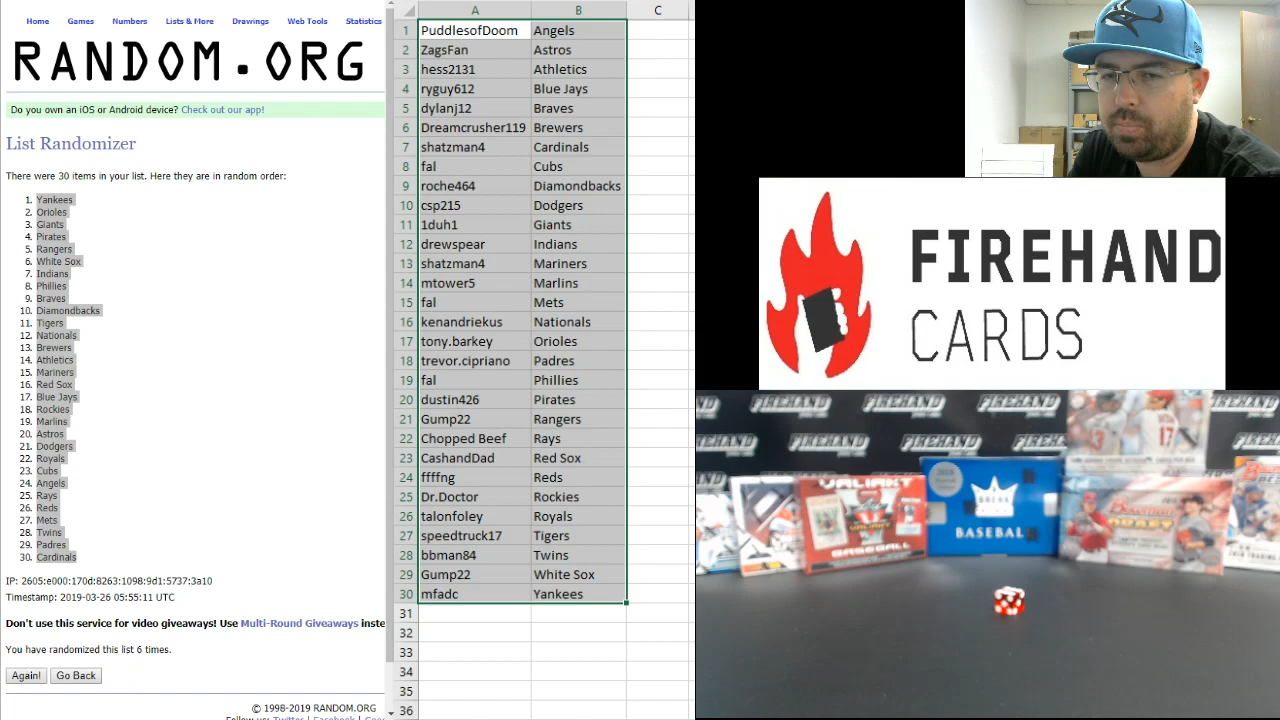 Home Games Numbers Lists & More Drawings Web Tools Statistics
RANDOM.ORG
Do you own an iOS or Android device? Check out our app!
List Randomizer
There were 30 items in your list. Here they are in random order:
1. Yankees
2. Orioles
3. Giants
4. Pirates
5. Rangers
6. White Sox
7. Indians
8. Phillies
9. Braves
10. Diamondbacks
11. Tigers
12. Nationals
13. Brewers
14. Athletics
15. Mariners
16. Red Sox
17. Blue Jays
18. Rockies
19. Marlins
20. Astros
21. Dodgers
22. Royals
23. Cubs
24. Angels
25. Rays
26. Reds
27. Mets
28. Twins
29. Padres
30. Cardinals
IP: 2605:e000:170d:8263:1098:9d1:5737:3a10
Timestamp: 2019-03-26 05:55:11 UTC
Don't use this service for video giveaways! Use Multi-Round Giveaways inste
You have randomized this list 6 times.
Again! Go Back
© 1998-2019 RANDOM.ORG
Follow us: Twitter | Facebook |
A B C
1 PuddlesofDoom Angels
2 ZagsFan Astros
3 hess2131 Athletics
4 ryguy612 Blue Jays
5 dylanj12 Braves
6 Dreamcrusher119 Brewers
7 shatzman4 Cardinals
8 fal Cubs
9 roche464 Diamondbacks
10 csp215 Dodgers
11 1duh1 Giants
12 drewspear Indians
13 shatzman4 Mariners
14 mtower5 Marlins
15 fal Mets
16 kenandriekus Nationals
17 tony.barkey Orioles
18 trevor.cipriano Padres
19 fal Phillies
20 dustin426 Pirates
21 Gump22 Rangers
22 Chopped Beef Rays
23 CashandDad Red Sox
24 ffffng Reds
25 Dr.Doctor Rockies
26 talonfoley Royals
27 speedtruck17 Tigers
28 bbman84 Twins
29 Gump22 White Sox
30 mfadc Yankees
31
32
33
34
35
36
FIREHAND
CARDS
FIREHAND FIREHAND FIREHAND
VALIANT
BASEBALL
BASEBAL
17